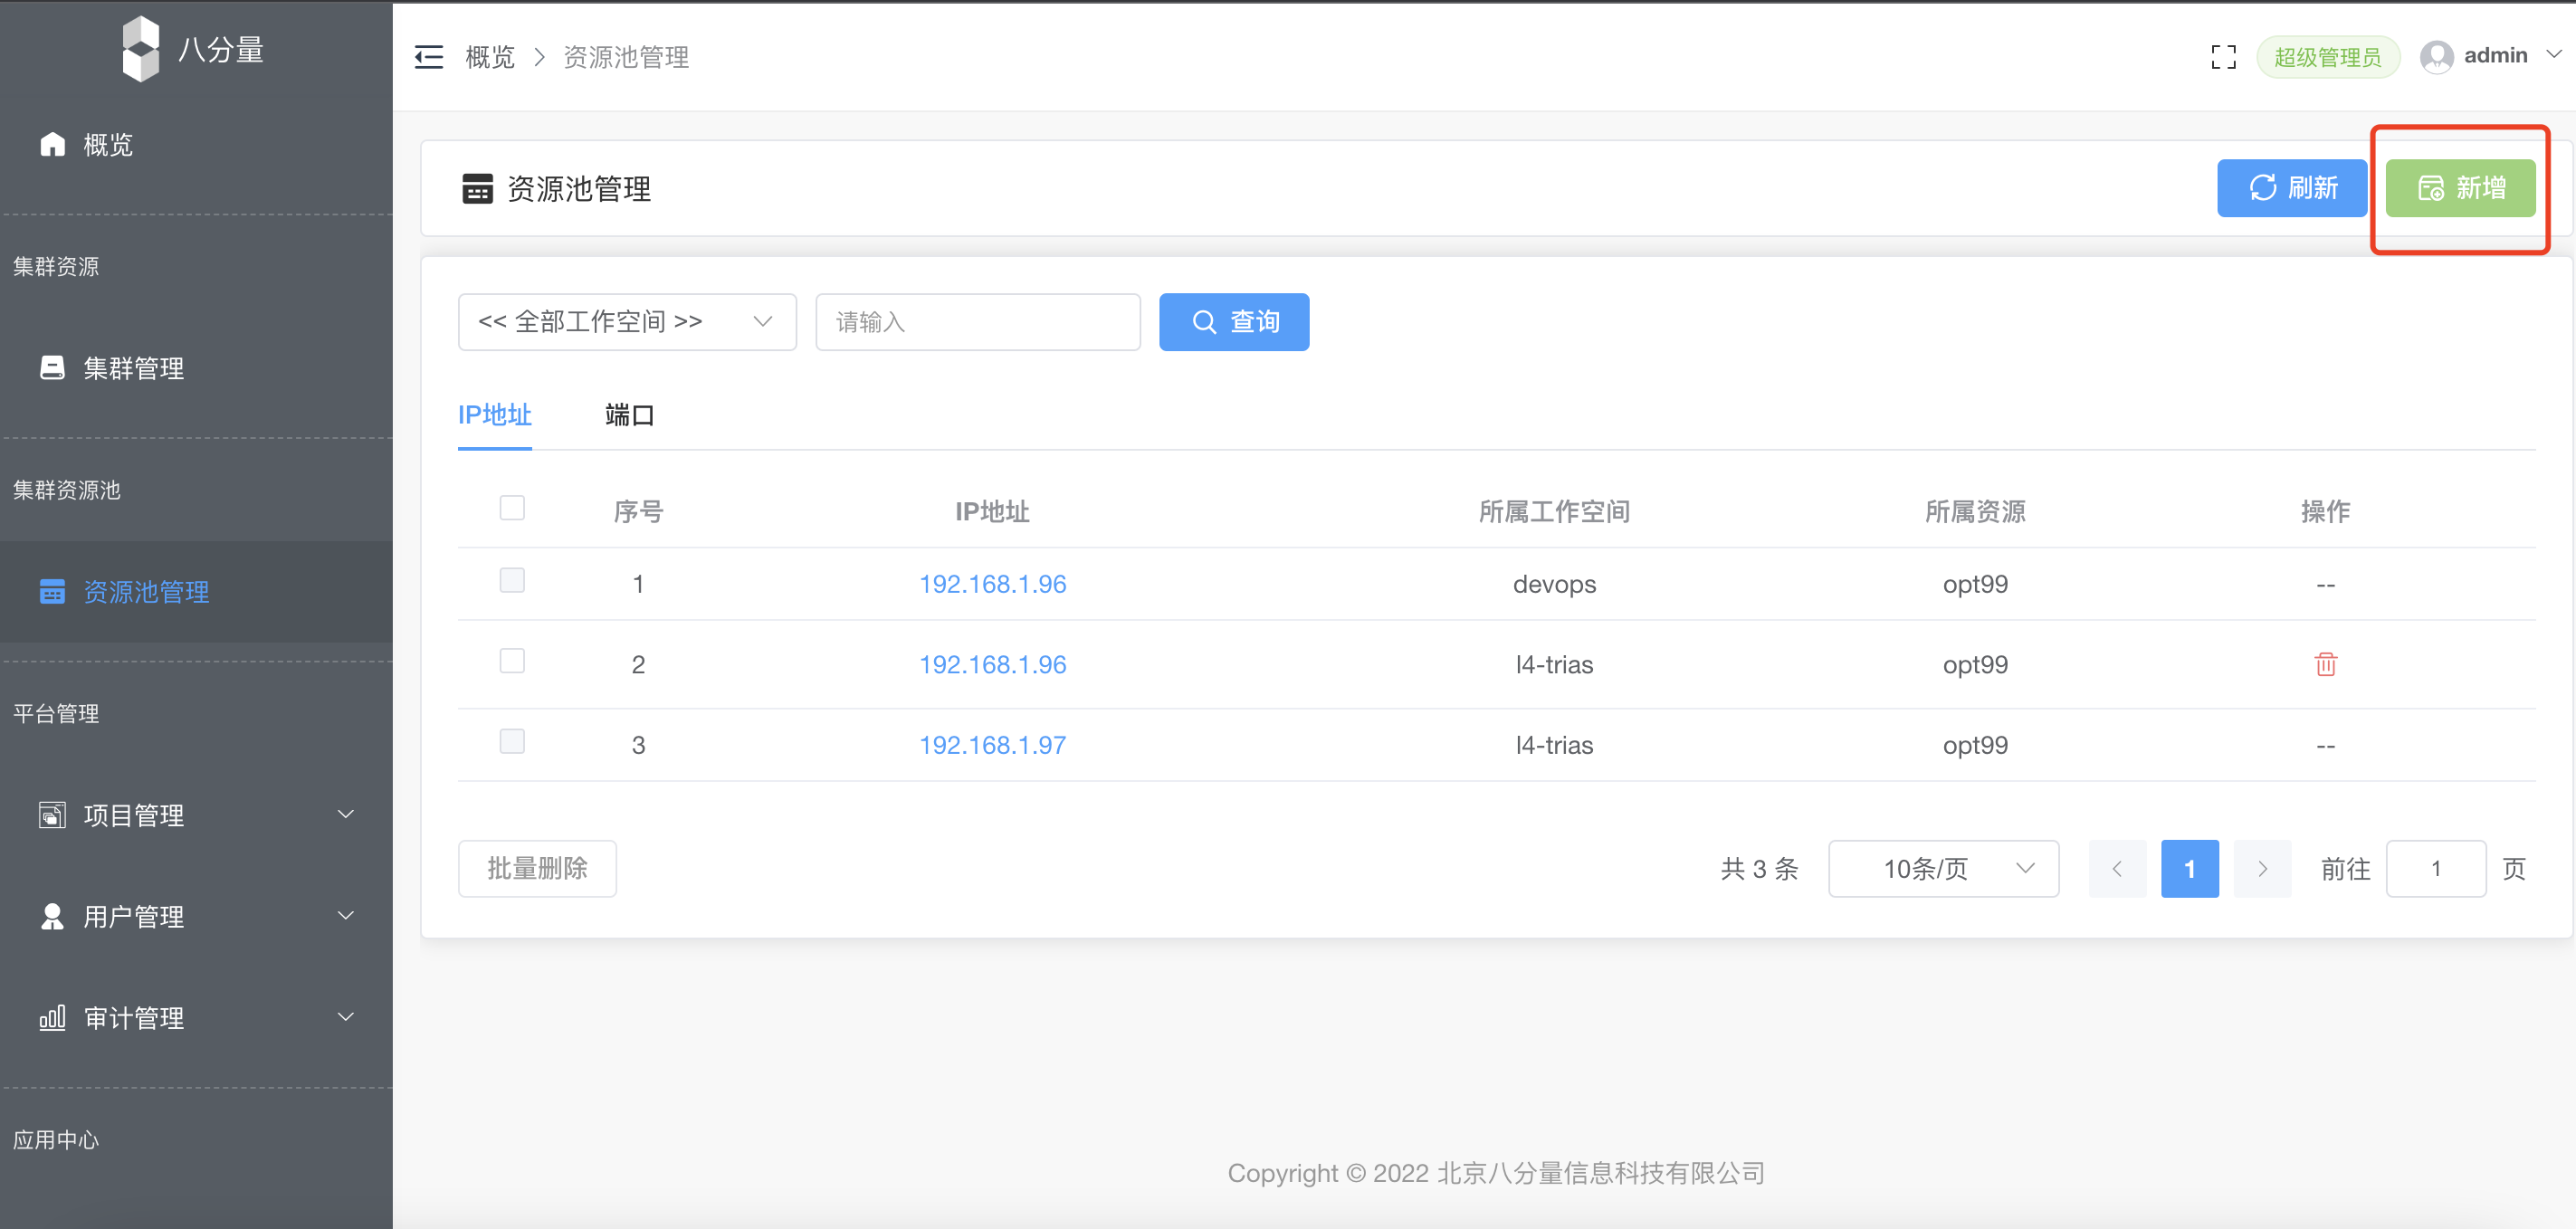 八分量
概览
集群资源
集群管理
集群资源池
资源池管理
平台管理
项目管理
用户管理
审计管理
应用中心
概览 > 资源池管理
超级管理员 admin
资源池管理
刷新 新增
<< 全部工作空间 >> 请输入 查询
IP地址 端口
序号 IP地址 所属工作空间 所属资源 操作
1 192.168.1.96 devops opt99 --
2 192.168.1.96 l4-trias opt99
3 192.168.1.97 l4-trias opt99 --
批量删除 共 3 条 10条/页 < 1 > 前往 1 页
Copyright © 2022 北京八分量信息科技有限公司